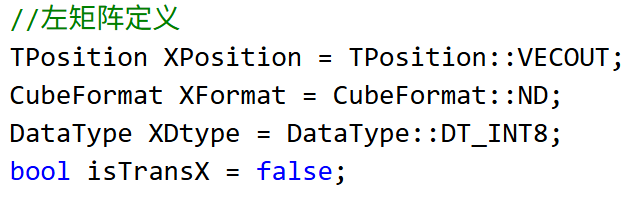 //左矩阵定义
TPosition XPosition = TPosition::VECOUT;
CubeFormat XFormat = CubeFormat::ND;
DataType XDtype = DataType::DT_INT8;
bool isTransX = false;